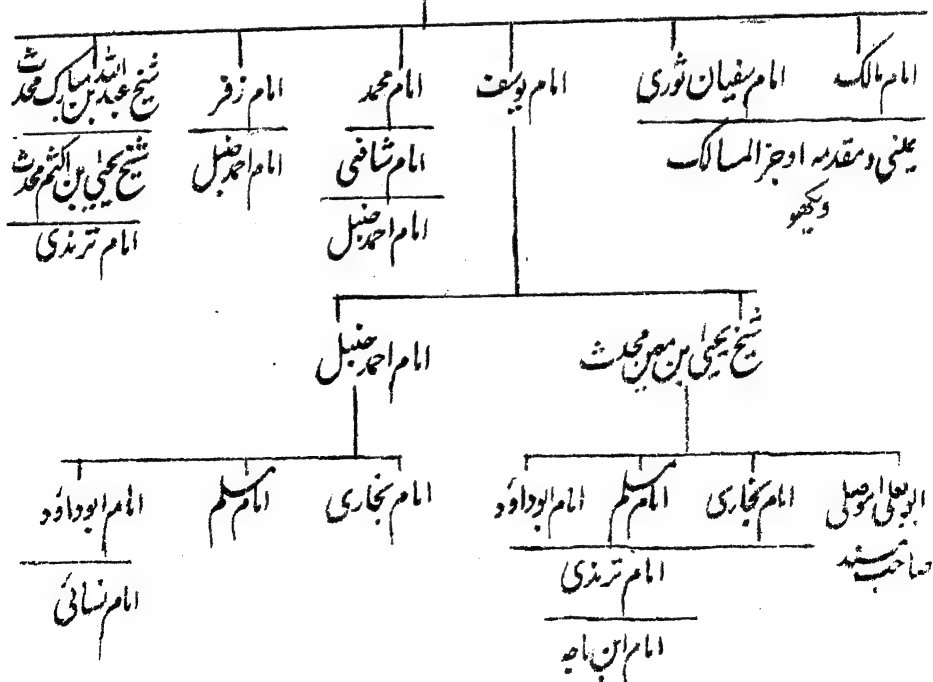 امام مالک
امام سفیان ثوری
امام یوسف
امام محمد
امام زفر
شیخ عبداللہ بن مبارک محدث
امام شافعی
امام احمد حنبل
شیخ یحییٰ بن اکثم محدث
و مقدمہ اوجز المسالک
دیکھو
امام احمد حنبل
امام ترمذی
شیخ یحییٰ بن معین محدث
امام احمد حنبل
ابو یعلی موصلی
صاحب مسند
امام بخاری
امام مسلم
امام ابوداؤد
امام بخاری
امام مسلم
امام ابوداؤد
امام ترمذی
امام ابن ماجہ
امام نسائی